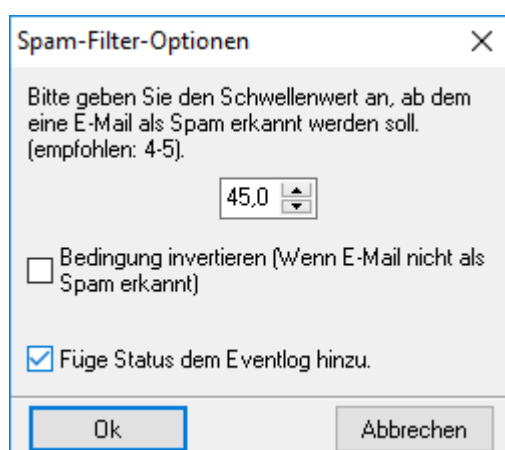 Spam-Filter-Optionen
Bitte geben Sie den Schwellenwert an, ab dem
eine E-Mail als Spam erkannt werden soll.
(empfohlen: 4-5).
45,0
Bedingung invertieren (Wenn E-Mail nicht als
Spam erkannt)
Füge Status dem Eventlog hinzu.
Ok
Abbrechen